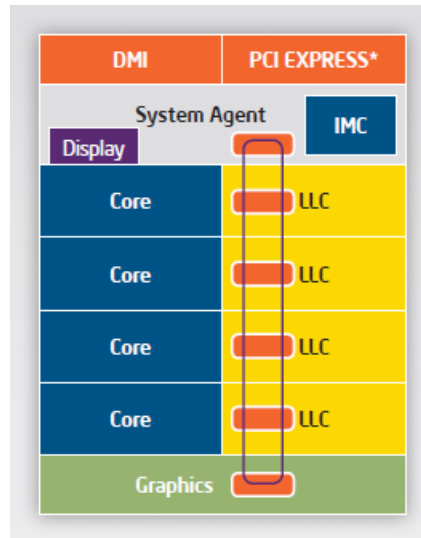 DMI PCI EXPRESS*
System Agent IMC
Display
Core LLC
Core LLC
Core LLC
Core LLC
Graphics